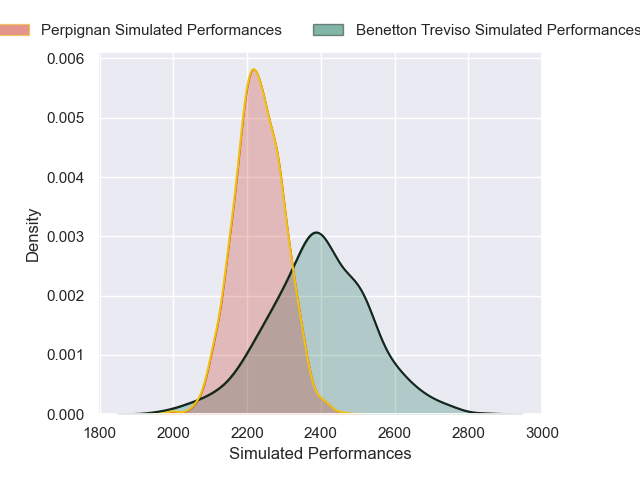 Perpignan Simulated Performances Benetton Treviso Simulated Performances
0.006
0.005
0.004
0.003
0.002
0.001
0.000
Density
1800 2000 2200 2400 2600 2800 3000
Simulated Performances